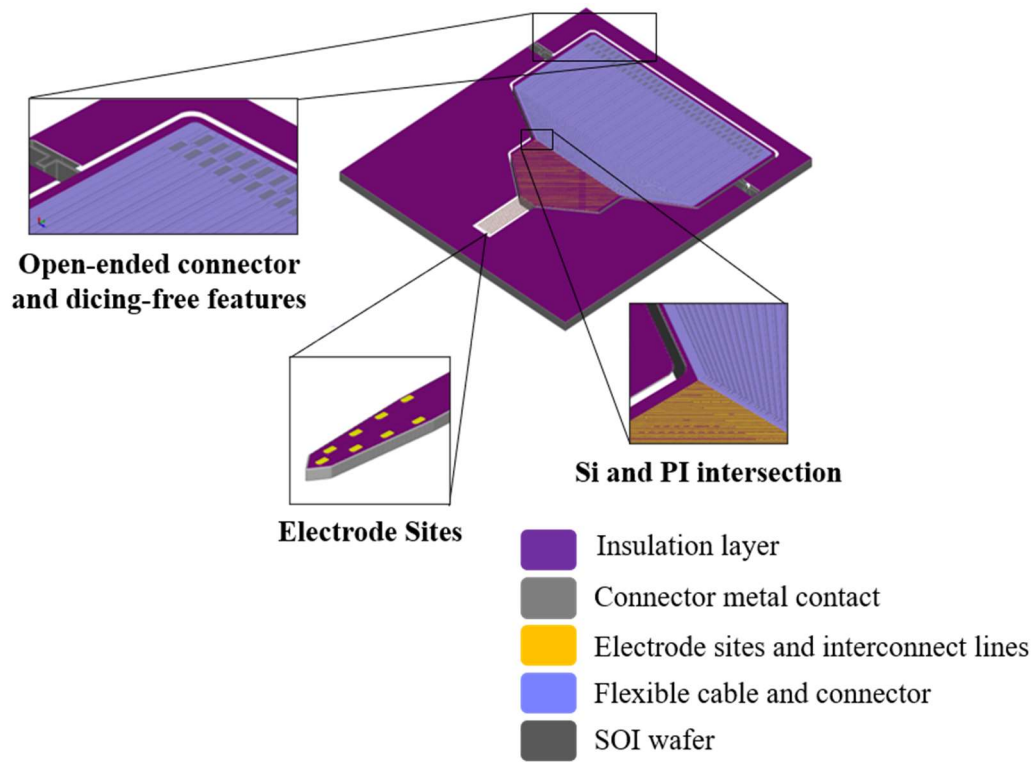 Open-ended connector
and dicing-free features
Si and PI intersection
Electrode Sites
Insulation layer
Connector metal contact
Electrode sites and interconnect lines
Flexible cable and connector
SOI wafer